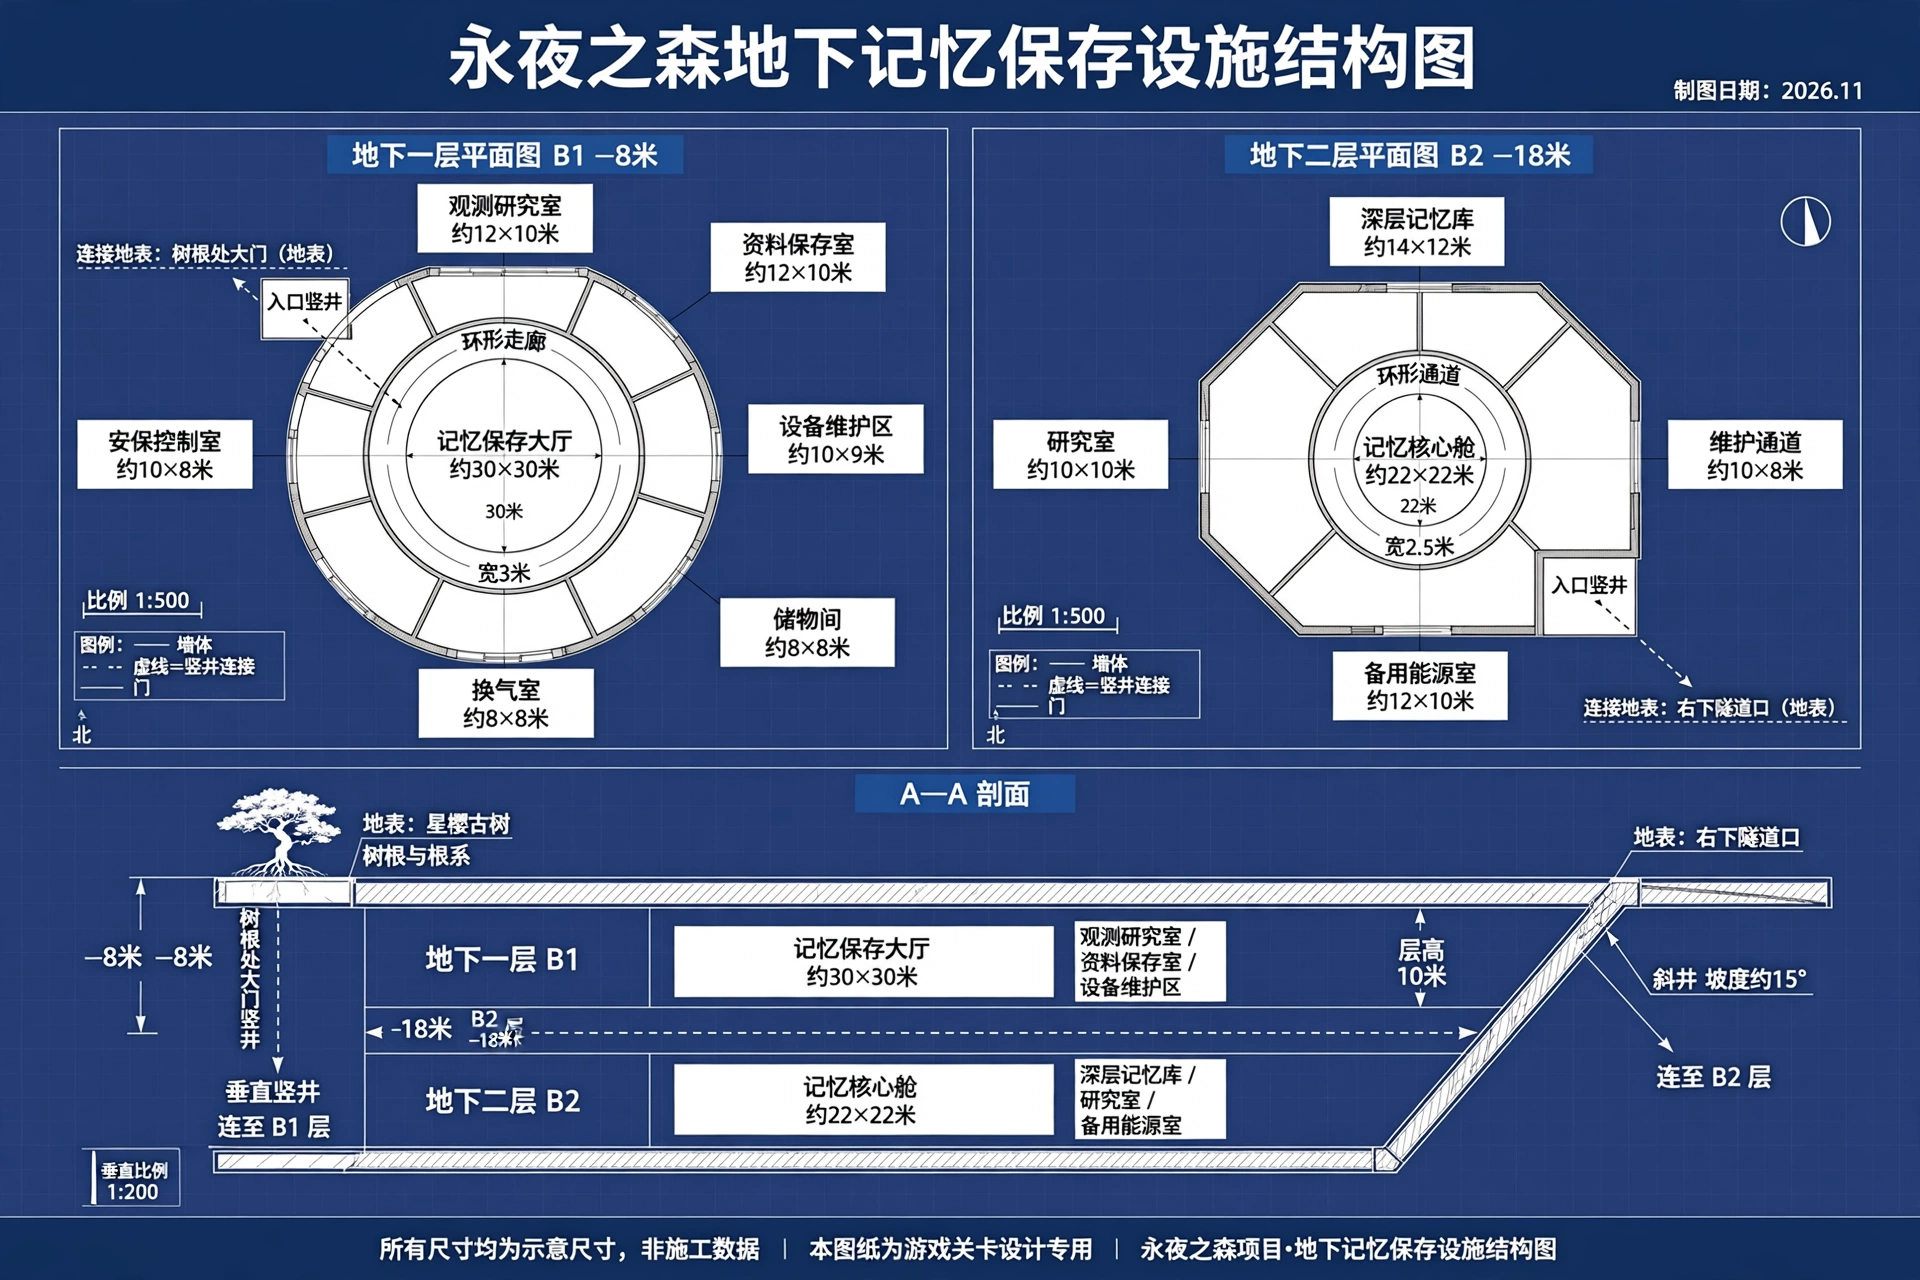 永夜之森地下记忆保存设施结构图
制图日期：2026.11
地下一层平面图 B1 —8米
观测研究室
约12×10米
资料保存室
约12×10米
连接地表：树根处大门（地表）
入口竖井
环形走廊
安保控制室
约10×8米
记忆保存大厅
约30×30米
30米
设备维护区
约10×9米
宽3米
储物间
约8×8米
换气室
约8×8米
比例 1:500
图例： 墙体
虚线=竖井连接
门
北
地下二层平面图 B2 —18米
深层记忆库
约14×12米
环形通道
研究室
约10×10米
记忆核心舱
约22×22米
22米
维护通道
约10×8米
宽2.5米
入口竖井
备用能源室
约12×10米
连接地表：右下隧道口（地表）
比例 1:500
图例： 墙体
虚线=竖井连接
门
北
A—A 剖面
地表：星樱古树
树根与根系
地表：右下隧道口
—8米 —8米
树根处大门竖井
垂直竖井
连至 B1 层
地下一层 B1
记忆保存大厅
约30×30米
观测研究室 /
资料保存室 /
设备维护区
层高
10米
斜井 坡度约15°
连至 B2 层
–18米
B2
–18米
地下二层 B2
记忆核心舱
约22×22米
深层记忆库 /
研究室 /
备用能源室
垂直比例
1:200
所有尺寸均为示意尺寸，非施工数据 | 本图纸为游戏关卡设计专用 | 永夜之森项目·地下记忆保存设施结构图